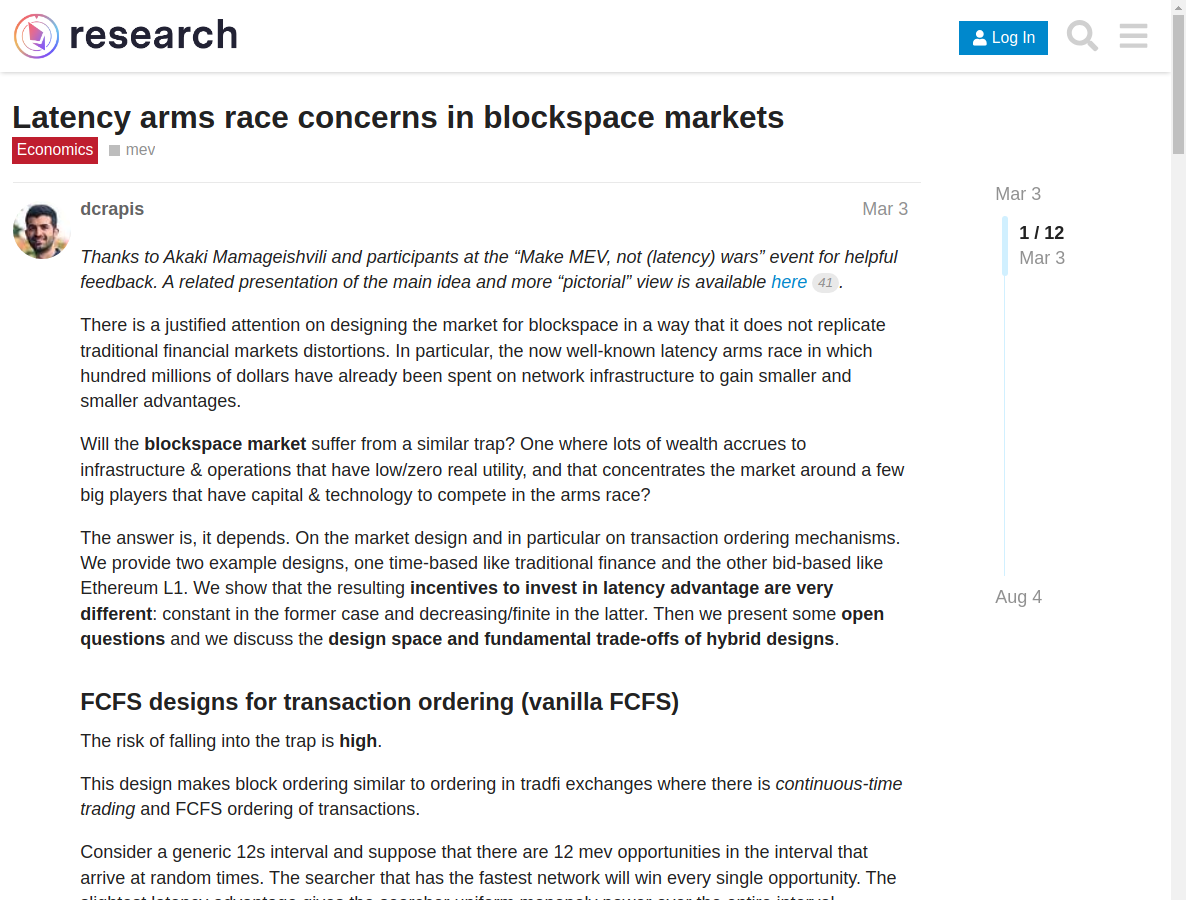 research
Log In
Latency arms race concerns in blockspace markets
Economics mev
dcrapis Mar 3
Mar 3
1 / 12
Mar 3
Aug 4
Thanks to Akaki Mamageishvili and participants at the “Make MEV, not (latency) wars” event for helpful
feedback. A related presentation of the main idea and more “pictorial” view is available here 41.
There is a justified attention on designing the market for blockspace in a way that it does not replicate
traditional financial markets distortions. In particular, the now well-known latency arms race in which
hundred millions of dollars have already been spent on network infrastructure to gain smaller and
smaller advantages.
Will the blockspace market suffer from a similar trap? One where lots of wealth accrues to
infrastructure & operations that have low/zero real utility, and that concentrates the market around a few
big players that have capital & technology to compete in the arms race?
The answer is, it depends. On the market design and in particular on transaction ordering mechanisms.
We provide two example designs, one time-based like traditional finance and the other bid-based like
Ethereum L1. We show that the resulting incentives to invest in latency advantage are very
different: constant in the former case and decreasing/finite in the latter. Then we present some open
questions and we discuss the design space and fundamental trade-offs of hybrid designs.
FCFS designs for transaction ordering (vanilla FCFS)
The risk of falling into the trap is high.
This design makes block ordering similar to ordering in tradfi exchanges where there is continuous-time
trading and FCFS ordering of transactions.
Consider a generic 12s interval and suppose that there are 12 mev opportunities in the interval that
arrive at random times. The searcher that has the fastest network will win every single opportunity. The
slightest latency advantage gives the searcher uniform monopoly power over the entire interval.